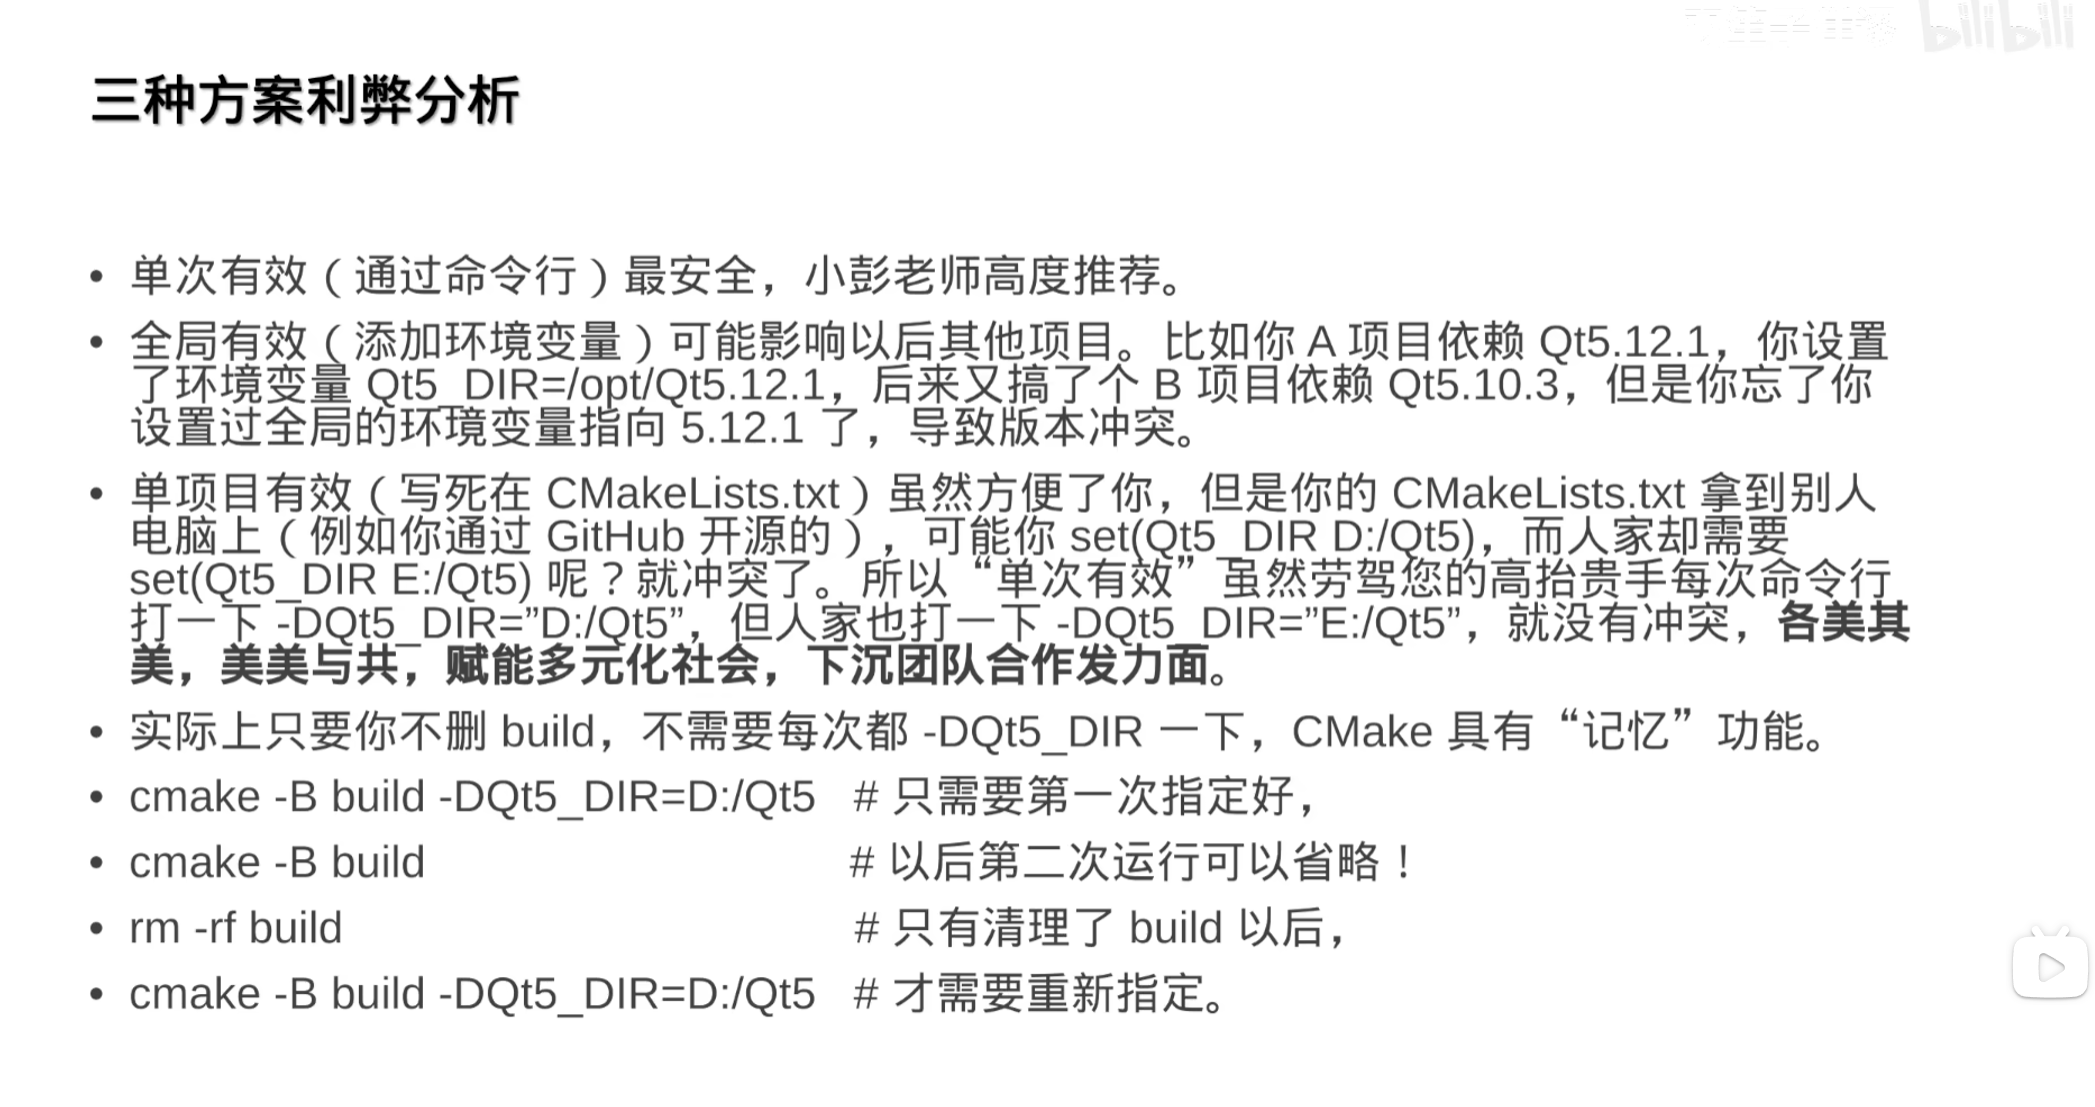 bilibili
三种方案利弊分析
• 单次有效（通过命令行）最安全，小彭老师高度推荐。
• 全局有效（添加环境变量）可能影响以后其他项目。比如你 A 项目依赖 Qt5.12.1，你设置
了环境变量 Qt5_DIR=/opt/Qt5.12.1，后来又搞了个 B 项目依赖 Qt5.10.3，但是你忘了你
设置过全局的环境变量指向 5.12.1 了，导致版本冲突。
• 单项目有效（写死在 CMakeLists.txt）虽然方便了你，但是你的 CMakeLists.txt 拿到别人
电脑上（例如你通过 GitHub 开源的），可能你 set(Qt5_DIR D:/Qt5)，而人家却需要
set(Qt5_DIR E:/Qt5) 呢？就冲突了。所以“单次有效”虽然劳驾您的高抬贵手每次命令行
打一下 -DQt5_DIR=”D:/Qt5”，但人家也打一下 -DQt5_DIR=”E:/Qt5”，就没有冲突，各美其
美，美美与共，赋能多元化社会，下沉团队合作发力面。
• 实际上只要你不删 build，不需要每次都 -DQt5_DIR 一下，CMake 具有“记忆”功能。
• cmake -B build -DQt5_DIR=D:/Qt5 # 只需要第一次指定好，
• cmake -B build # 以后第二次运行可以省略！
• rm -rf build # 只有清理了 build 以后，
• cmake -B build -DQt5_DIR=D:/Qt5 # 才需要重新指定。